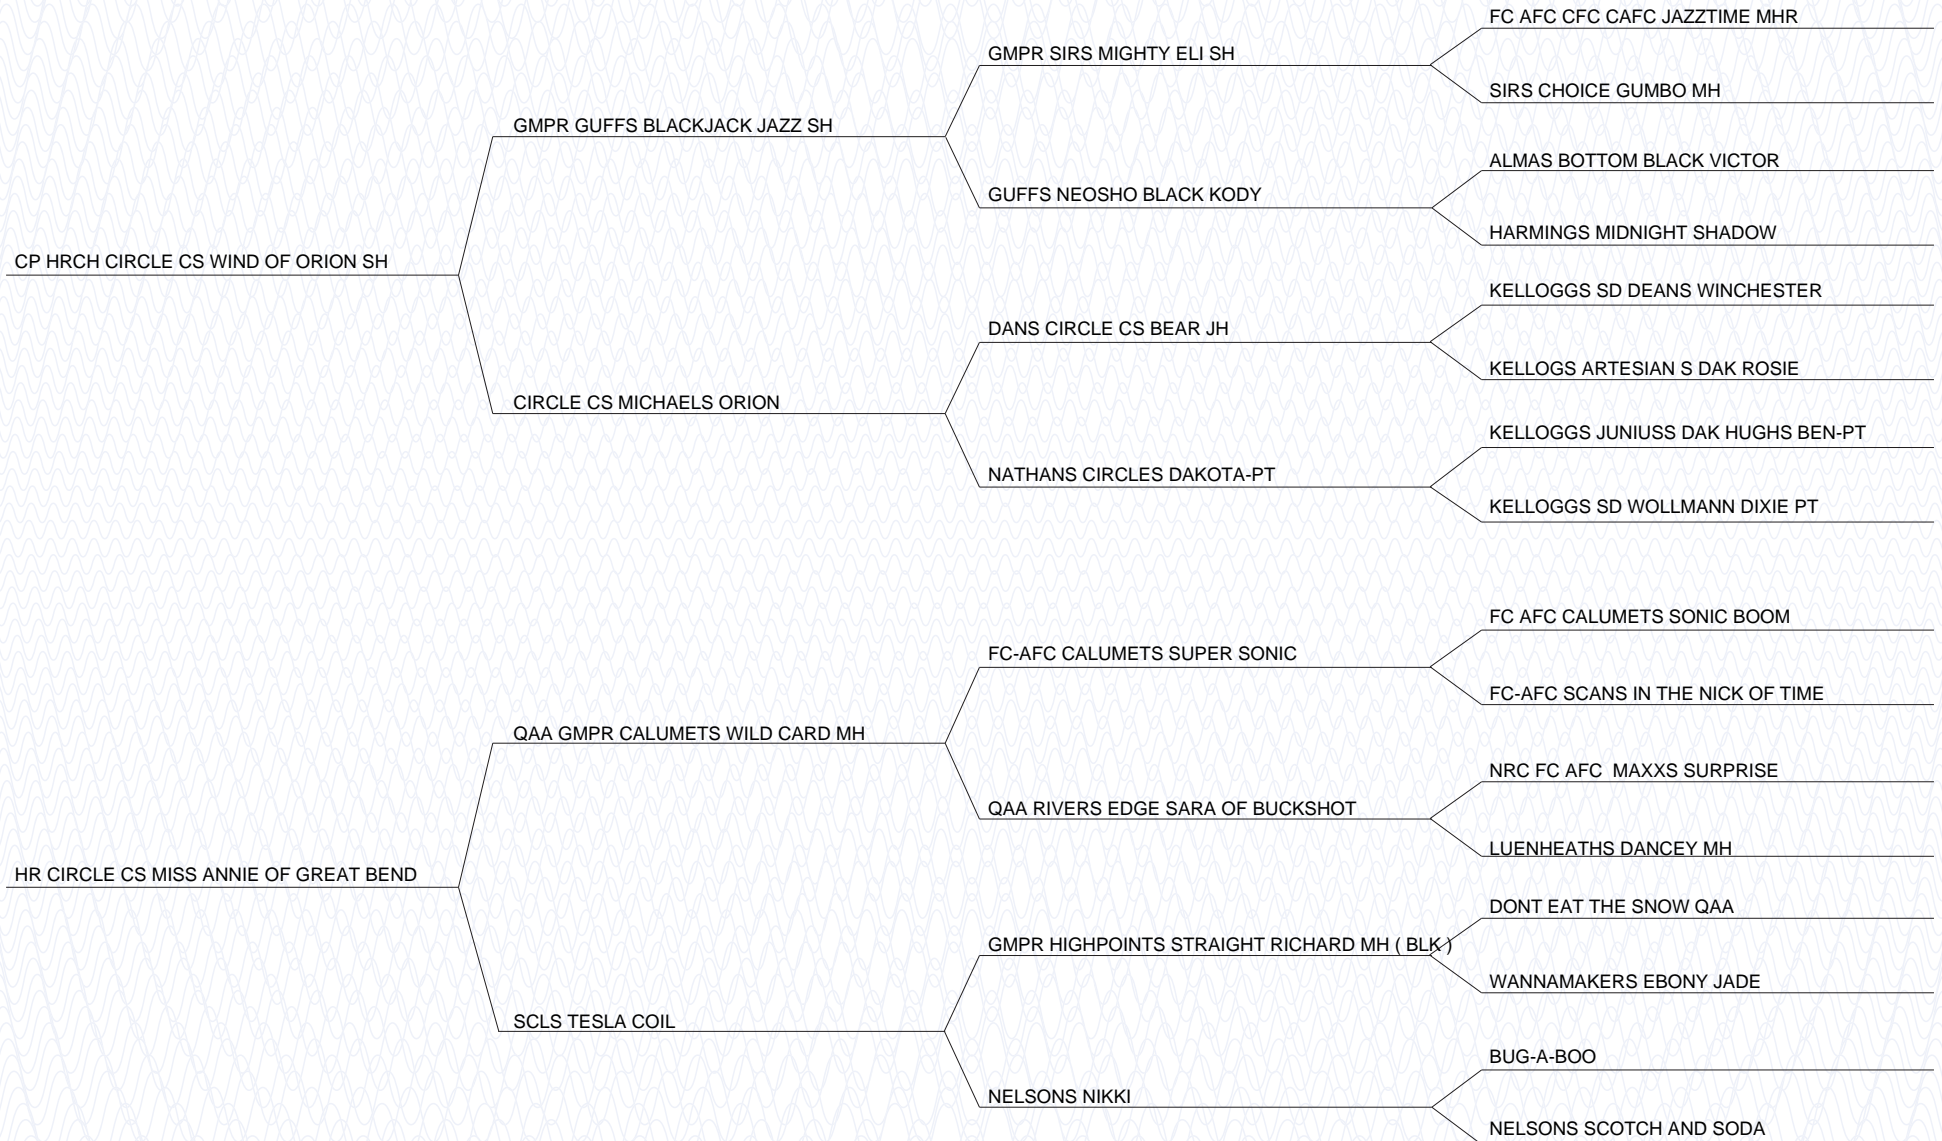 FC AFC CFC CAFC JAZZTIME MHR
GMPR SIRS MIGHTY ELI SH
SIRS CHOICE GUMBO MH
GMPR GUFFS BLACKJACK JAZZ SH
ALMAS BOTTOM BLACK VICTOR
GUFFS NEOSHO BLACK KODY
HARMINGS MIDNIGHT SHADOW
CP HRCH CIRCLE CS WIND OF ORION SH
KELLOGGS SD DEANS WINCHESTER
DANS CIRCLE CS BEAR JH
KELLOGS ARTESIAN S DAK ROSIE
CIRCLE CS MICHAELS ORION
KELLOGGS JUNIUSS DAK HUGHS BEN-PT
NATHANS CIRCLES DAKOTA-PT
KELLOGGS SD WOLLMANN DIXIE PT
FC AFC CALUMETS SONIC BOOM
FC-AFC CALUMETS SUPER SONIC
FC-AFC SCANS IN THE NICK OF TIME
QAA GMPR CALUMETS WILD CARD MH
NRC FC AFC  MAXXS SURPRISE
QAA RIVERS EDGE SARA OF BUCKSHOT
LUENHEATHS DANCEY MH
HR CIRCLE CS MISS ANNIE OF GREAT BEND
DONT EAT THE SNOW QAA
GMPR HIGHPOINTS STRAIGHT RICHARD MH ( BLK )
WANNAMAKERS EBONY JADE
SCLS TESLA COIL
BUG-A-BOO
NELSONS NIKKI
NELSONS SCOTCH AND SODA